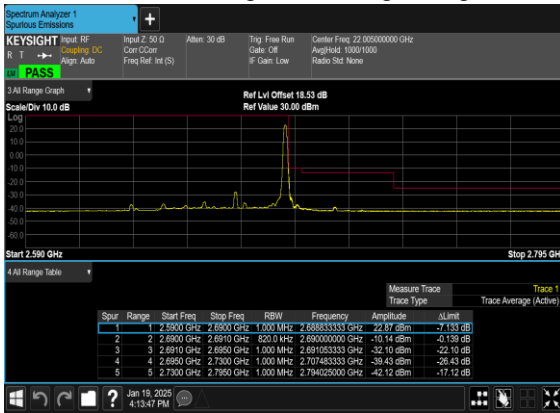 Spectrum Analyzer 1
Spurious Emissions
+
KEYSIGHT Input: RF Input Z: 50 Ω Atten: 30 dB Trig: Free Run Center Freq: 22.005000000 GHz
R T Coupling: DC Corr CCorr Gate: Off Avg|Hold: 1000/1000
Align: Auto Freq Ref: Int (S) IF Gain: Low Radio Std: None
PASS
3 All Range Graph
Ref Lvl Offset 18.53 dB
Scale/Div 10.0 dB Ref Value 30.00 dBm
Log
20.0
10.0
0.00
-10.0
-20.0
-30.0
-40.0
-50.0
-60.0
Start 2.590 GHz Stop 2.795 GH
4 All Range Table
Measure Trace Trace 1
Trace Type Trace Average (Active)
Spur Range Start Freq Stop Freq RBW Frequency Amplitude ΔLimit
1 1 2.5900 GHz 2.6900 GHz 1.000 MHz 2.688833333 GHz 22.87 dBm -7.133 dB
2 2 2.6900 GHz 2.6910 GHz 820.0 kHz 2.690000000 GHz -10.14 dBm -0.139 dB
3 3 2.6910 GHz 2.6950 GHz 1.000 MHz 2.691053333 GHz -32.10 dBm -22.10 dB
4 4 2.6950 GHz 2.7300 GHz 1.000 MHz 2.707483333 GHz -39.43 dBm -26.43 dB
5 5 2.7300 GHz 2.7950 GHz 1.000 MHz 2.794025000 GHz -42.12 dBm -17.12 dB
? Jan 19, 2025
4:13:47 PM